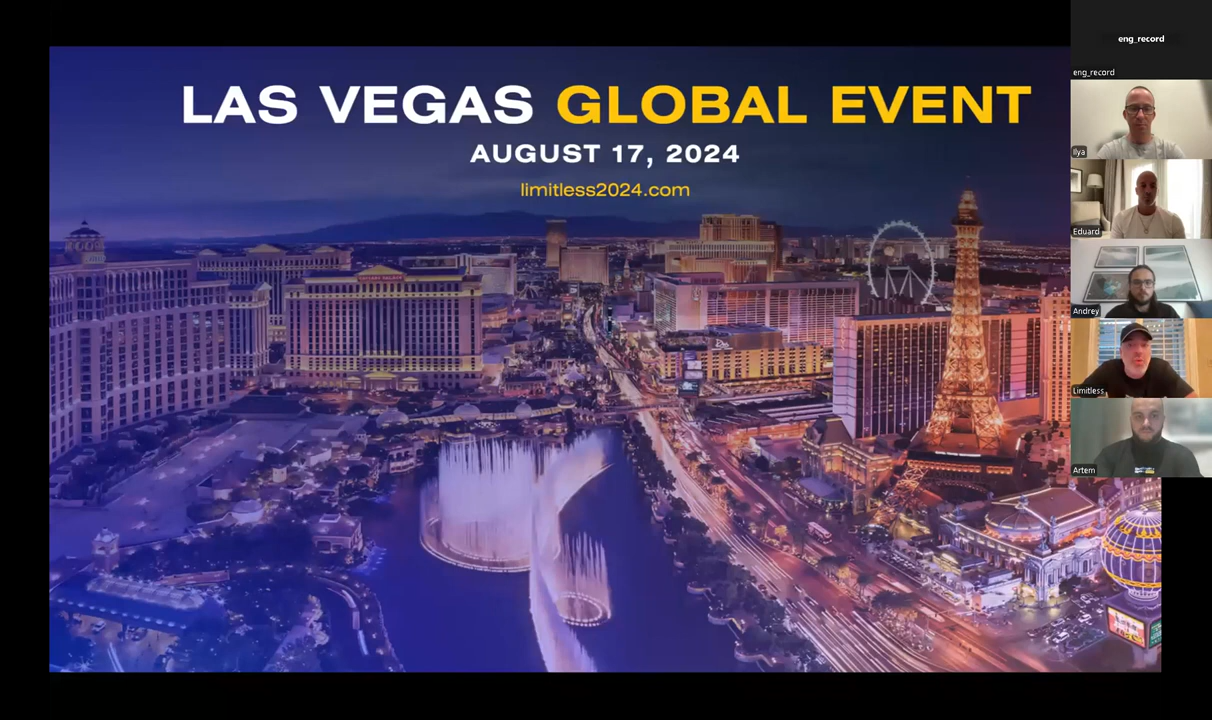 LAS VEGAS GLOBAL EVENT
AUGUST 17, 2024
limitless2024.com
eng_record
eng_record
Ilya
Eduard
Andrey
Limitless
Artem